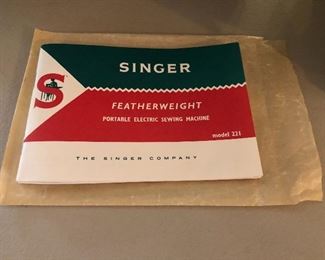 SINGER
S
FEATHERWEIGHT
PORTABLE ELECTRIC SEWING MACHINE
model 221
THE SINGER COMPANY